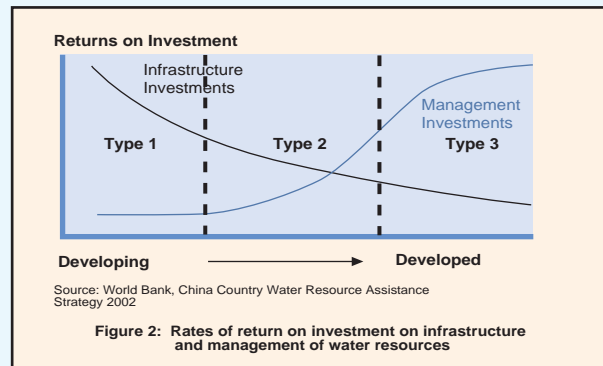 Returns on Investment
Infrastructure
Investments
Management
Investments
Type 1
Type 2
Type 3
Developing
Developed
Source: World Bank, China Country Water Resource Assistance
Strategy 2002
Figure 2: Rates of return on investment on infrastructure
and management of water resources